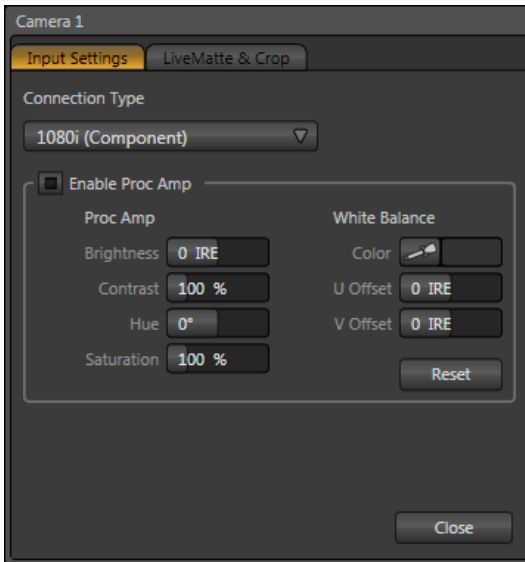 Camera 1
Input Settings LiveMatte & Crop
Connection Type
1080i (Component)
Enable Proc Amp
Proc Amp White Balance
Brightness 0 IRE Color
Contrast 100 % U Offset 0 IRE
Hue 0° V Offset 0 IRE
Saturation 100 %
Reset
Close